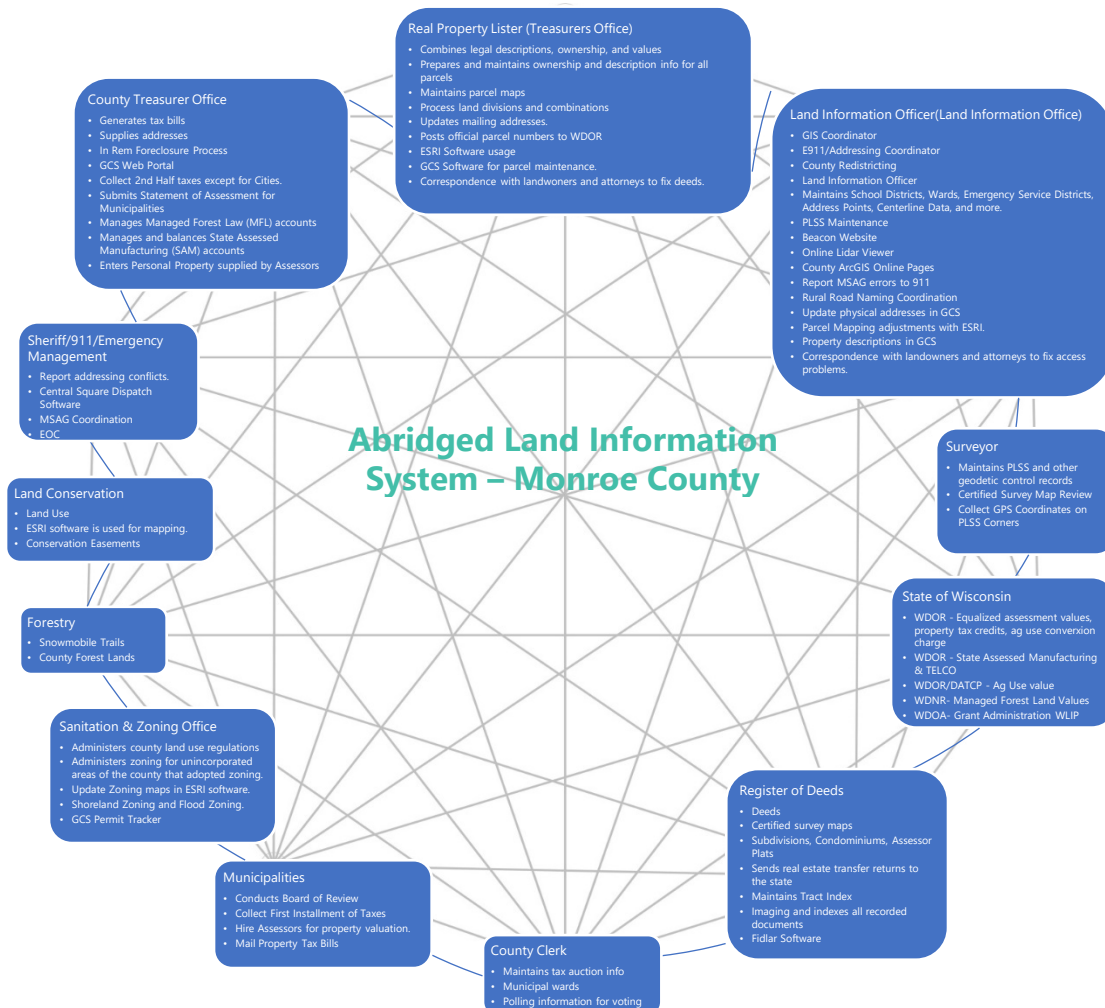 Real Property Lister (Treasurers Office)
• Combines legal descriptions, ownership, and values
• Prepares and maintains ownership and description info for all
parcels
• Maintains parcel maps
• Process land divisions and combinations
• Updates mailing addresses.
• Posts official parcel numbers to WDOR
• ESRI Software usage
• GCS Software for parcel maintenance.
• Correspondence with landwoners and attorneys to fix deeds.
County Treasurer Office
• Generates tax bills
• Supplies addresses
• In Rem Foreclosure Process
• GCS Web Portal
• Collect 2nd Half taxes except for Cities.
• Submits Statement of Assessment for
Municipalities
• Manages Managed Forest Law (MFL) accounts
• Manages and balances State Assessed
Manufacturing (SAM) accounts
• Enters Personal Property supplied by Assessors
Land Information Officer(Land Information Office)
• GIS Coordinator
• E911/Addressing Coordinator
• County Redistricting
• Land Information Officer
• Maintains School Districts, Wards, Emergency Service Districts,
Address Points, Centerline Data, and more.
• PLSS Maintenance
• Beacon Website
• Online Lidar Viewer
• County ArcGIS Online Pages
• Report MSAG errors to 911
• Rural Road Naming Coordination
• Update physical addresses in GCS
• Parcel Mapping adjustments with ESRI.
• Property descriptions in GCS
• Correspondence with landowners and attorneys to fix access
problems.
Sheriff/911/Emergency
Management
• Report addressing conflicts.
• Central Square Dispatch
Software
• MSAG Coordination
• EOC
Abridged Land Information
System – Monroe County
Surveyor
• Maintains PLSS and other
geodetic control records
• Certified Survey Map Review
• Collect GPS Coordinates on
PLSS Corners
Land Conservation
• Land Use
• ESRI software is used for mapping.
• Conservation Easements
State of Wisconsin
• WDOR - Equalized assessment values,
property tax credits, ag use converxion
charge
• WDOR - State Assessed Manufacturing
& TELCO
• WDOR/DATCP - Ag Use value
• WDNR- Managed Forest Land Values
• WDOA- Grant Administration WLIP
Forestry
• Snowmobile Trails
• County Forest Lands
Sanitation & Zoning Office
• Administers county land use regulations
• Administers zoning for unincorporated
areas of the county that adopted zoning.
• Update Zoning maps in ESRI software.
• Shoreland Zoning and Flood Zoning.
• GCS Permit Tracker
Register of Deeds
• Deeds
• Certified survey maps
• Subdivisions, Condominiums, Assessor
Plats
• Sends real estate transfer returns to
the state
• Maintains Tract Index
• Imaging and indexes all recorded
documents
• Fidlar Software
Municipalities
• Conducts Board of Review
• Collect First Installment of Taxes
• Hire Assessors for property valuation.
• Mail Property Tax Bills
County Clerk
• Maintains tax auction info
• Municipal wards
• Polling information for voting